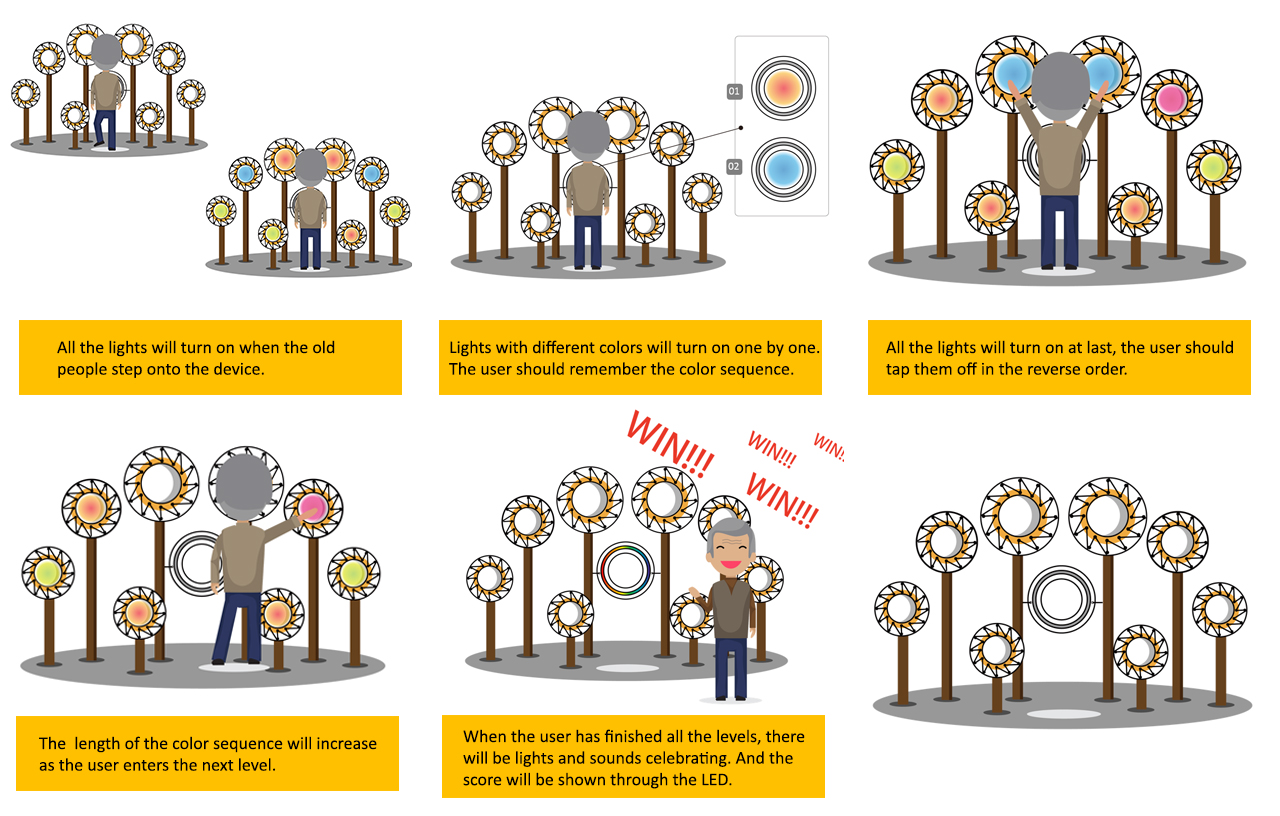 01
02
All the lights will turn on when the old
people step onto the device.
Lights with different colors will turn on one by one.
The user should remember the color sequence.
All the lights will turn on at last, the user should
tap them off in the reverse order.
WIN!!!
WIN!!!
WIN!!!
WIN!!!
The  length of the color sequence will increase
as the user enters the next level.
When the user has finished all the levels, there
will be lights and sounds celebrating. And the
score will be shown through the LED.